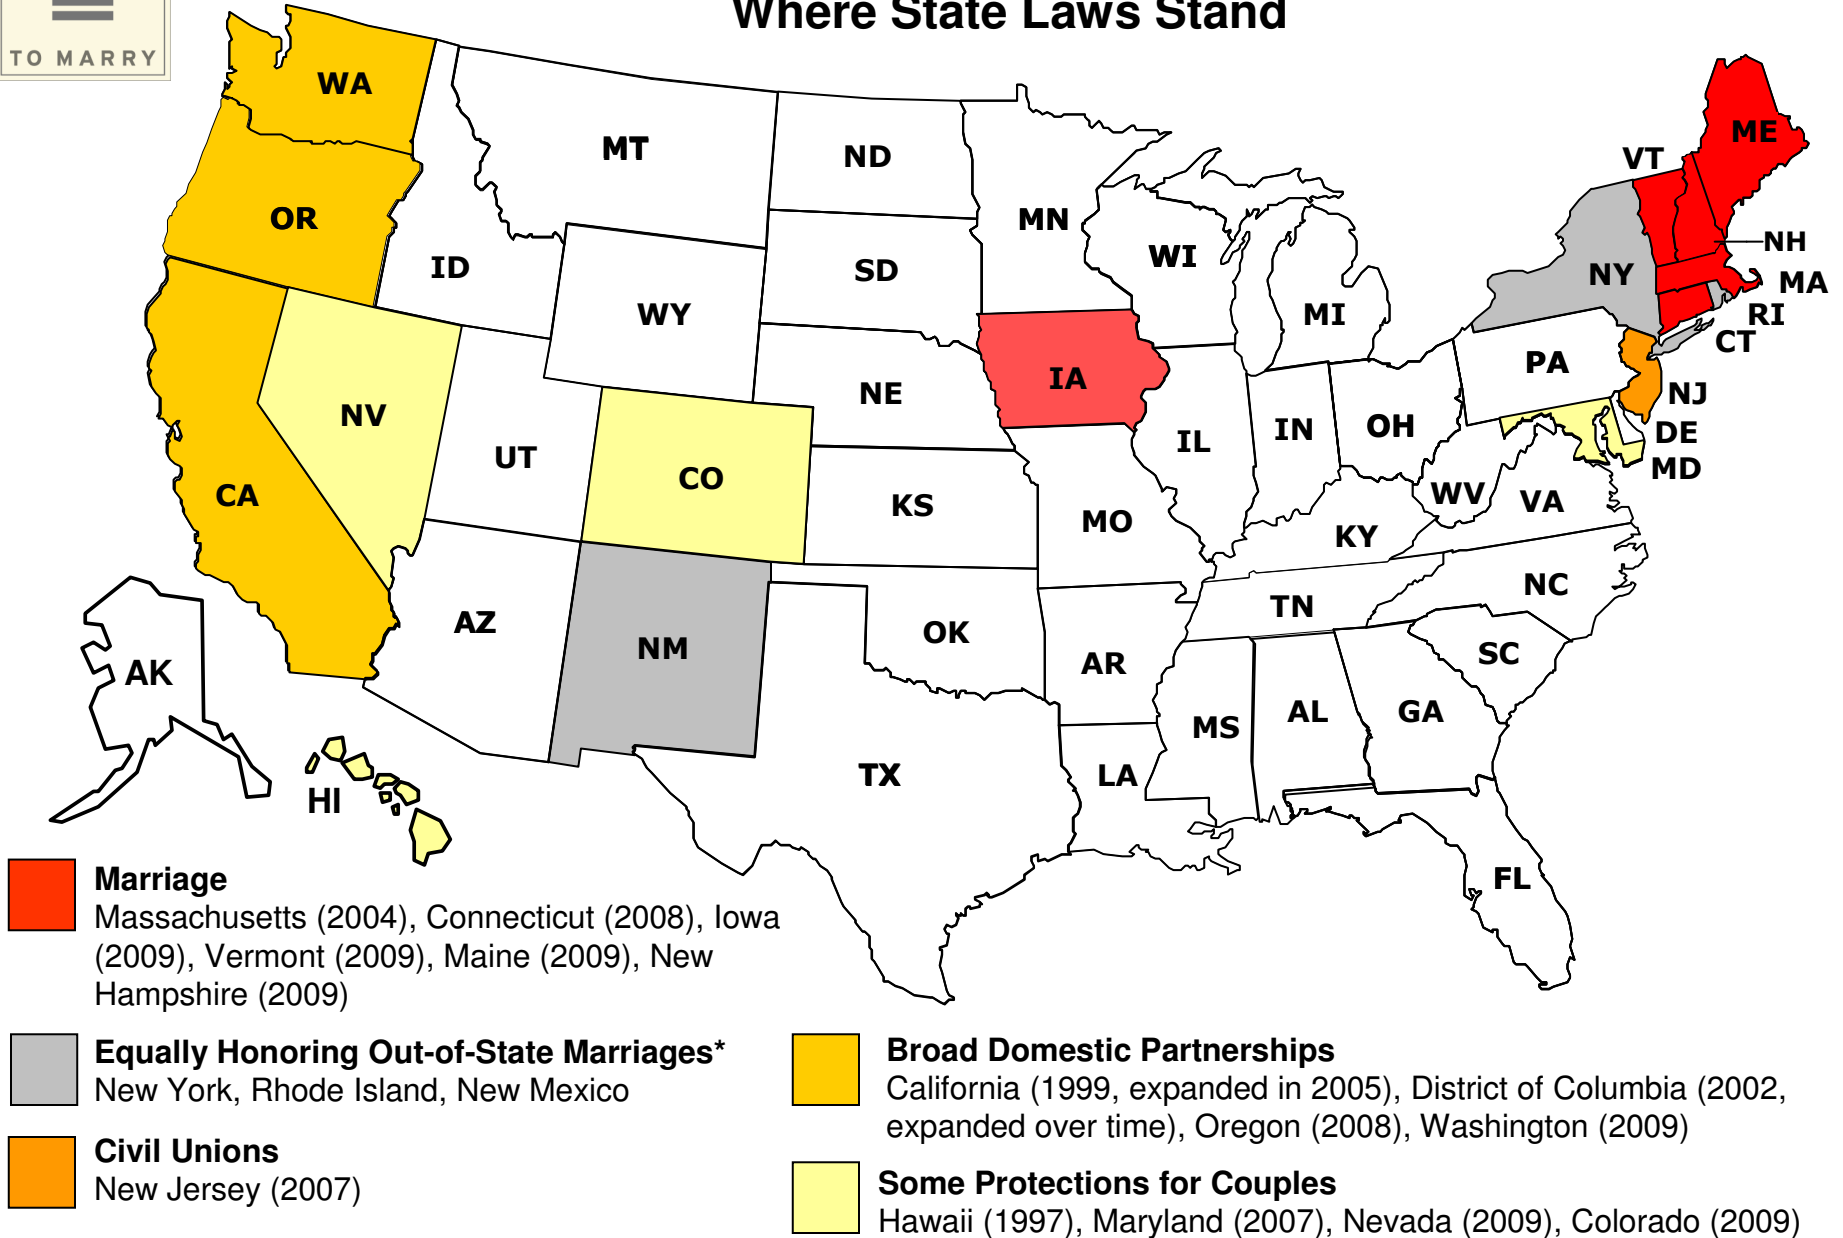 Where State Laws Stand
TO MARRY
WA
MT
ND
ME
VT
OR
MN
NH
WI
ID
SD
NY
MA
WY
MI
RI
CT
PA
IA
NE
NJ
NV
OH
IN
DE
IL
UT
MD
CO
CA
WV
VA
KS
MO
KY
NC
TN
AZ
OK
NM
SC
AR
AK
AL
GA
MS
TX
LA
HI
FL
Marriage
Massachusetts (2004), Connecticut (2008), Iowa
(2009), Vermont (2009), Maine (2009), New
Hampshire (2009)
Equally Honoring Out-of-State Marriages*
New York, Rhode Island, New Mexico
Civil Unions
New Jersey (2007)
Broad Domestic Partnerships
California (1999, expanded in 2005), District of Columbia (2002,
expanded over time), Oregon (2008), Washington (2009)
Some Protections for Couples
Hawaii (1997), Maryland (2007), Nevada (2009), Colorado (2009)